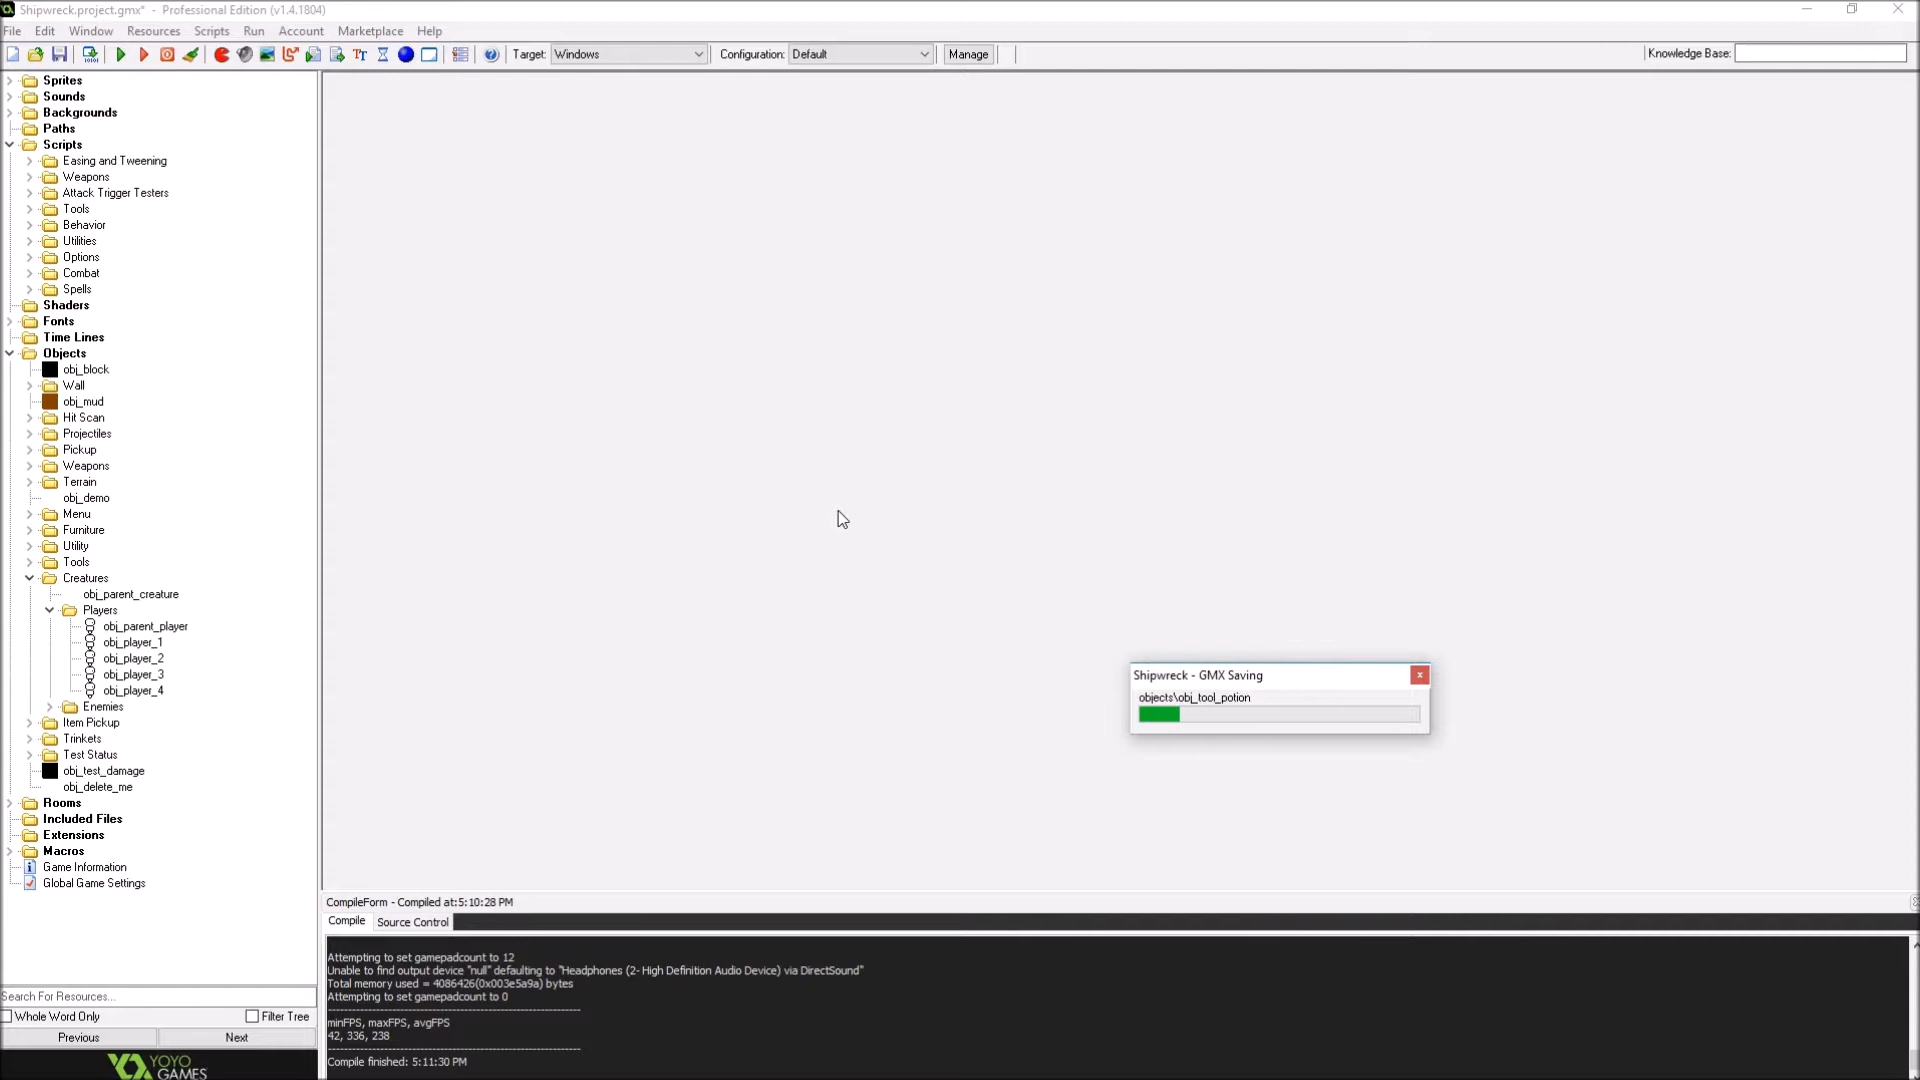 Shipwreck.project.gmx* - Professional Edition (v1.4.1804)
File Edit Window Resources Scripts Run Account Marketplace Help
Target: Windows Configuration: Default Manage Knowledge Base:
Sprites
Sounds
Backgrounds
Paths
Scripts
Easing and Tweening
Weapons
Attack Trigger Testers
Tools
Behavior
Utilities
Options
Combat
Spells
Shaders
Fonts
Time Lines
Objects
obj_block
Wall
obj_mud
Hit Scan
Projectiles
Pickup
Weapons
Terrain
obj_demo
Menu
Furniture
Utility
Tools
Creatures
obj_parent_creature
Players
obj_parent_player
obj_player_1
obj_player_2
obj_player_3
obj_player_4
Enemies
Item Pickup
Trinkets
Test Status
obj_test_damage
obj_delete_me
Rooms
Included Files
Extensions
Macros
Game Information
Global Game Settings
Search For Resources...
Whole Word Only Filter Tree
Previous Next
YOYO
GAMES
Shipwreck - GMX Saving
objects\obj_tool_potion
CompileForm - Compiled at:5:10:28 PM
Compile Source Control
Attempting to set gamepadcount to 12
Unable to find output device "null" defaulting to "Headphones (2- High Definition Audio Device) via DirectSound"
Total memory used = 4086426(0x003e5a9a) bytes
Attempting to set gamepadcount to 0
minFPS, maxFPS, avgFPS
42, 336, 238
Compile finished: 5:11:30 PM